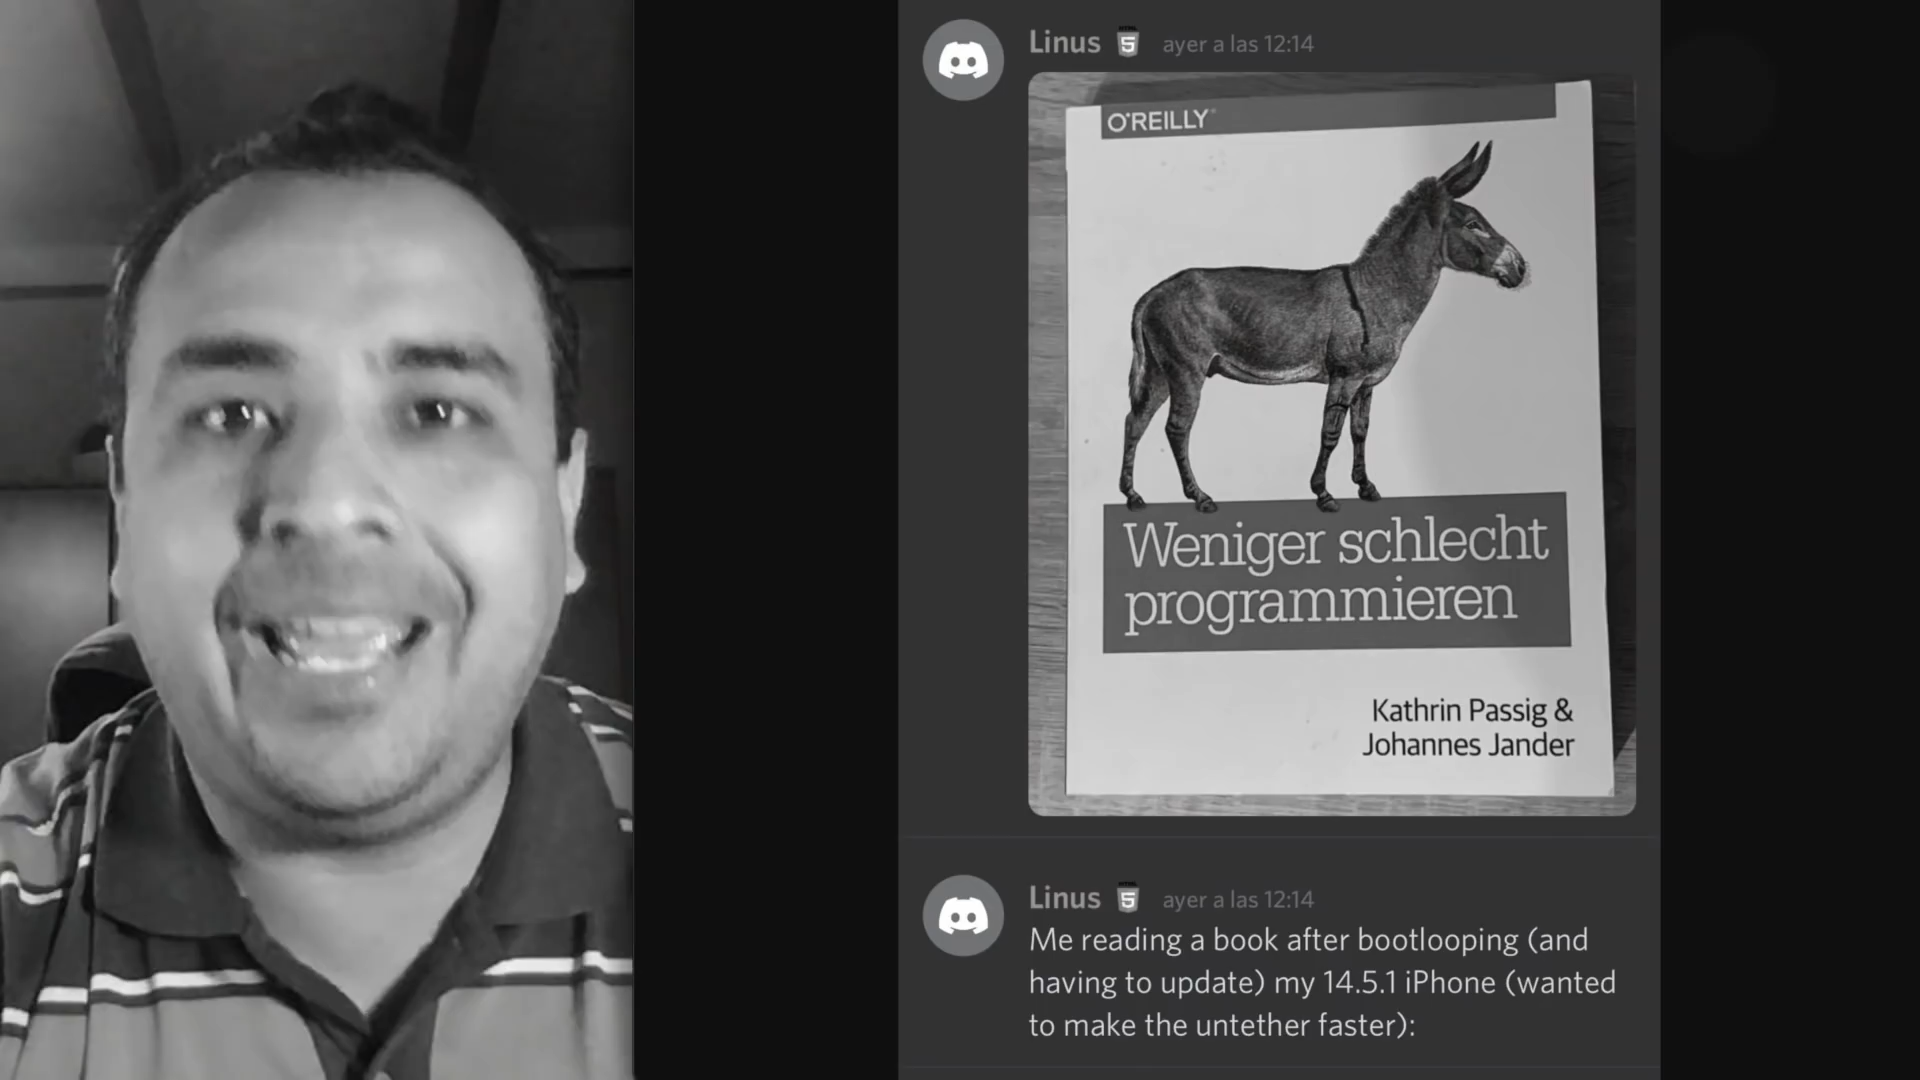 Linus 5 ayer a las 12:14
O'REILLY®
Weniger schlecht
programmieren
Kathrin Passig &
Johannes Jander
Linus 5 ayer a las 12:14
Me reading a book after bootlooping (and
having to update) my 14.5.1 iPhone (wanted
to make the untether faster):